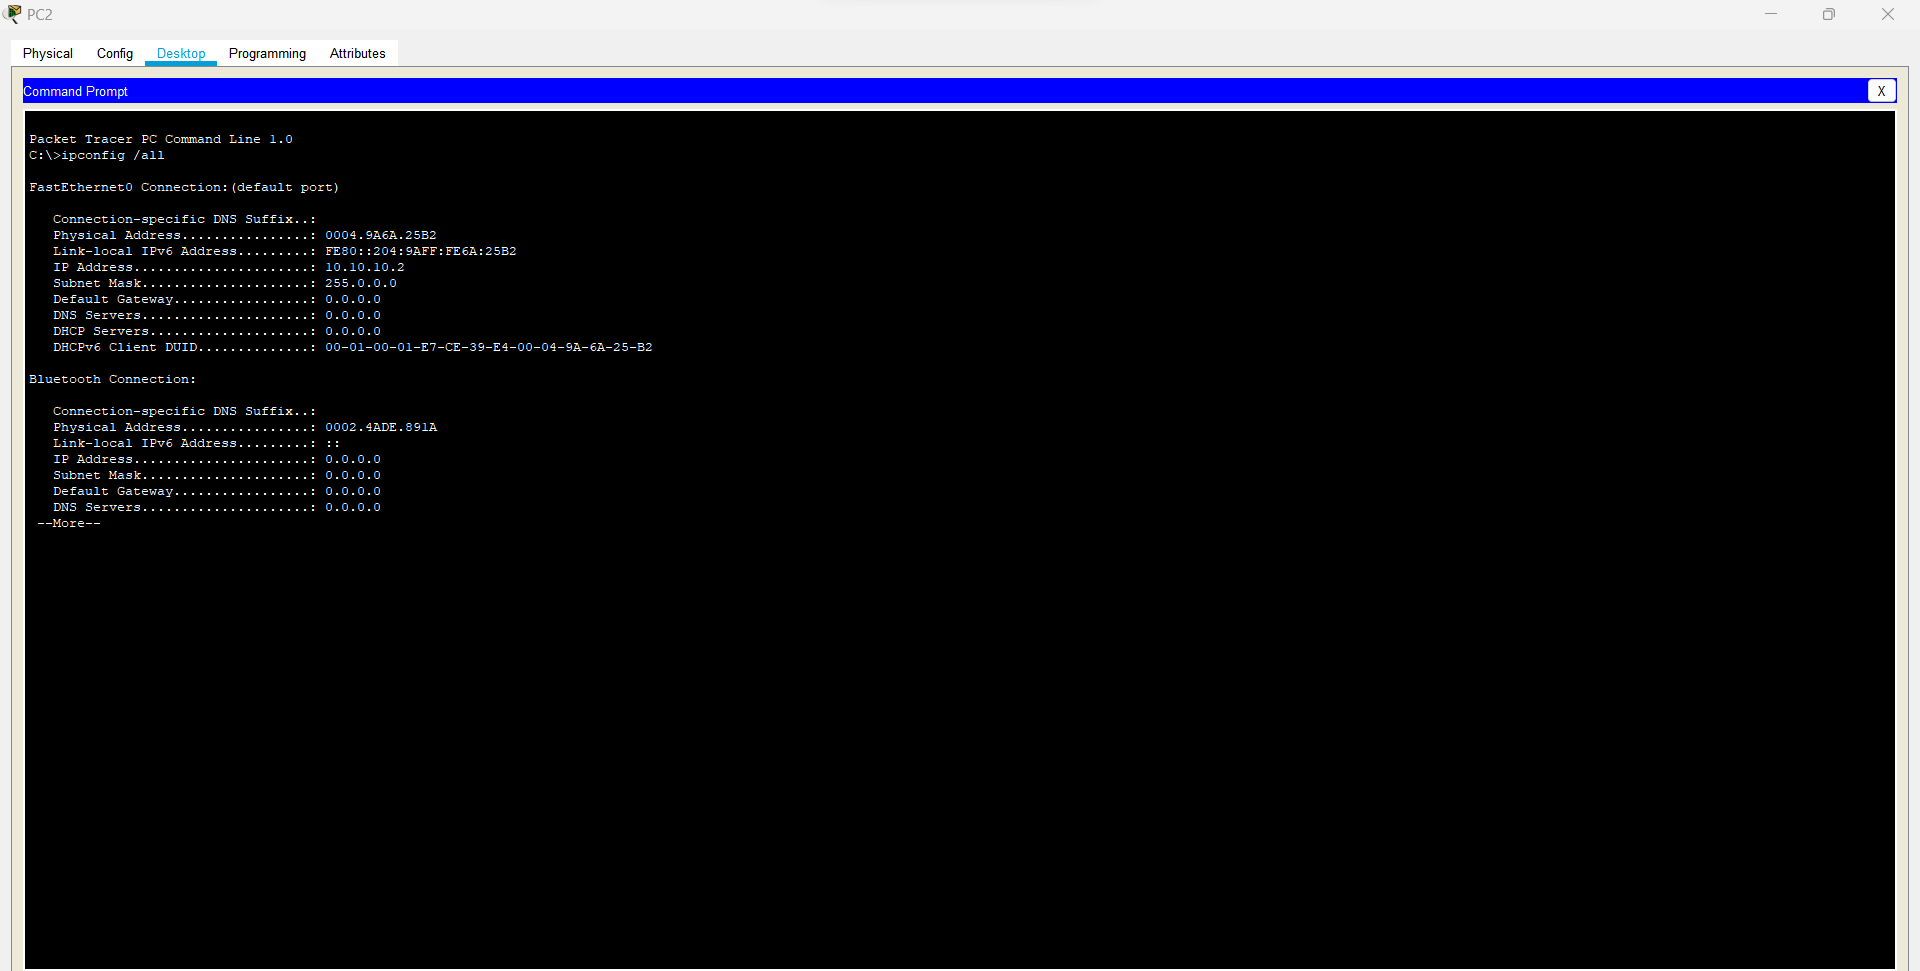 PC2
Physical Config Desktop Programming Attributes
Command Prompt X
Packet Tracer PC Command Line 1.0
C:\>ipconfig /all
FastEthernet0 Connection:(default port)
Connection-specific DNS Suffix..:
Physical Address................: 0004.9A6A.25B2
Link-local IPv6 Address.........: FE80::204:9AFF:FE6A:25B2
IP Address......................: 10.10.10.2
Subnet Mask.....................: 255.0.0.0
Default Gateway.................: 0.0.0.0
DNS Servers.....................: 0.0.0.0
DHCP Servers....................: 0.0.0.0
DHCPv6 Client DUID..............: 00-01-00-01-E7-CE-39-E4-00-04-9A-6A-25-B2
Bluetooth Connection:
Connection-specific DNS Suffix..:
Physical Address................: 0002.4ADE.891A
Link-local IPv6 Address.........: ::
IP Address......................: 0.0.0.0
Subnet Mask.....................: 0.0.0.0
Default Gateway.................: 0.0.0.0
DNS Servers.....................: 0.0.0.0
--More--